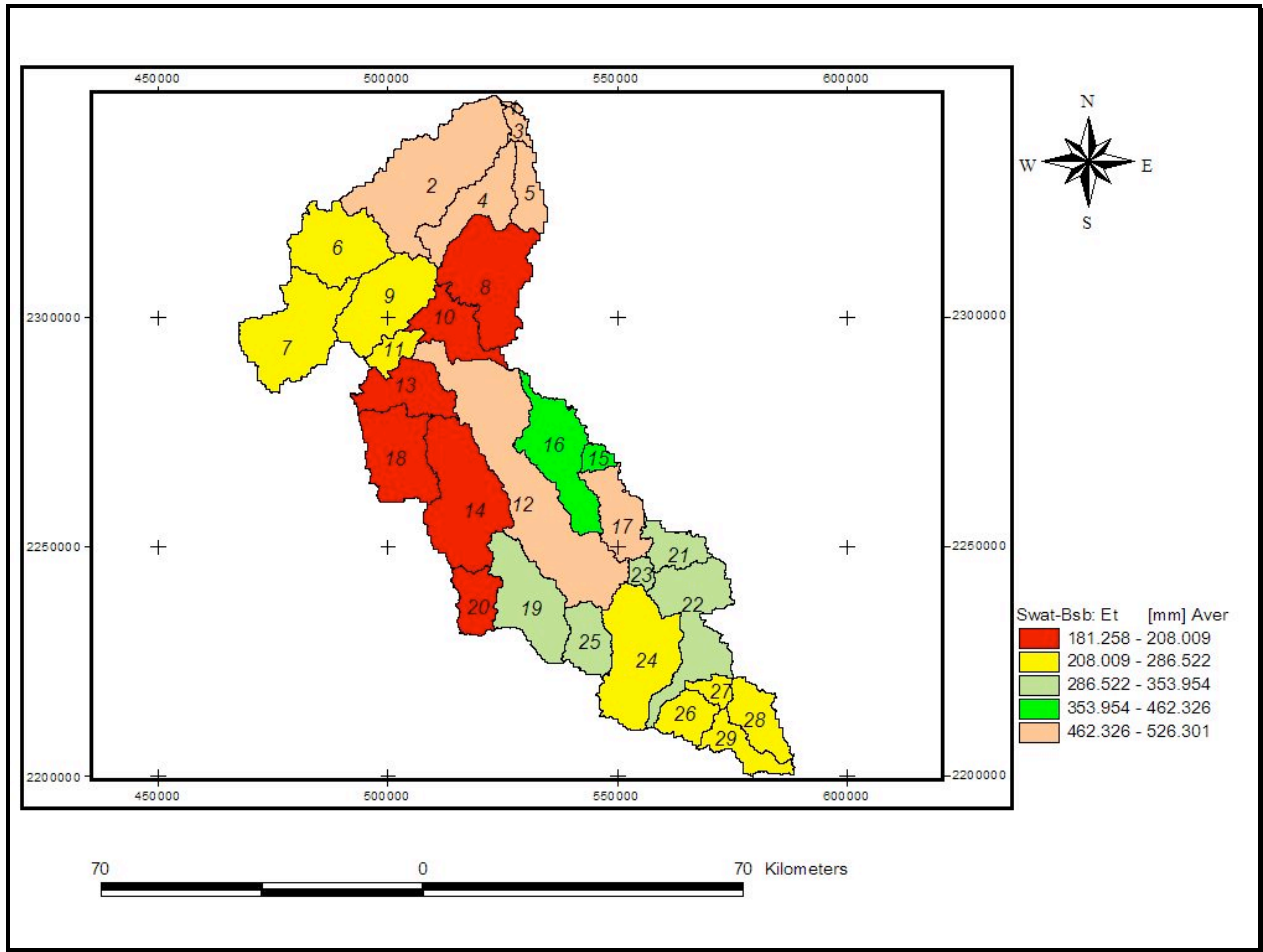 450000 500000 550000 600000
N
W E
S
1
3
2
5
4
6
8
9
2300000 10 2300000
7
11
13
16
15
18
12
14
17
2250000 2250000
21
23
22
20 19
25
24
27
26 28
29
Swat-Bsb: Et [mm] Aver
181.258 - 208.009
208.009 - 286.522
286.522 - 353.954
353.954 - 462.326
462.326 - 526.301
2200000 2200000
450000 500000 550000 600000
70 0 70 Kilometers